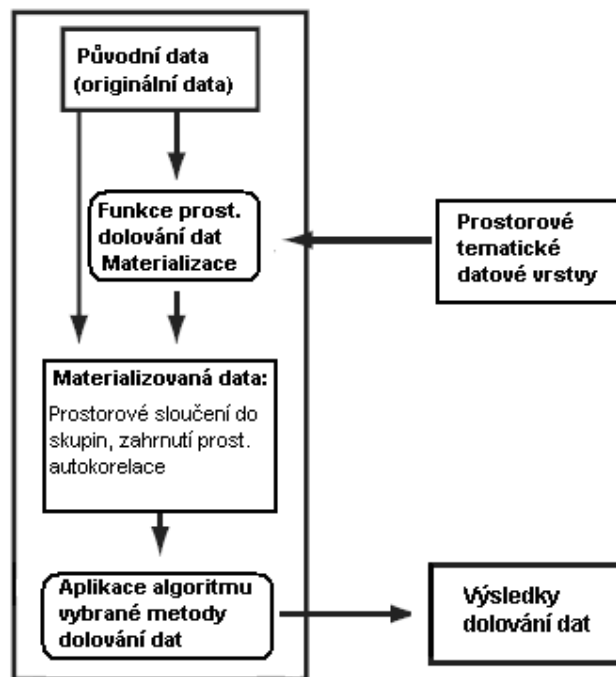 Původní data
(originální data)
Funkce prost.
dolování dat
Materializace
Prostorové
tematické
datové vrstvy
Materializovaná data:
Prostorové sloučení do
skupin, zahrnutí prost.
autokorelace
Aplikace algoritmu
vybrané metody
dolování dat
Výsledky
dolování dat